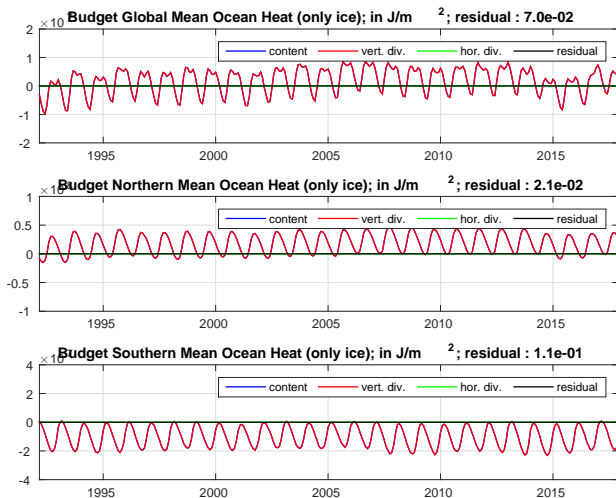 Budget Global Mean Ocean Heat (only ice); in J/m 2; residual : 7.0e-02
content vert. div. hor. div. residual
2
1
0
-1
-2
1995 2000 2005 2010 2015
Budget Northern Mean Ocean Heat (only ice); in J/m 2; residual : 2.1e-02
content vert. div. hor. div. residual
1
0.5
0
-0.5
-1
1995 2000 2005 2010 2015
Budget Southern Mean Ocean Heat (only ice); in J/m 2; residual : 1.1e-01
content vert. div. hor. div. residual
4
2
0
-2
-4
1995 2000 2005 2010 2015